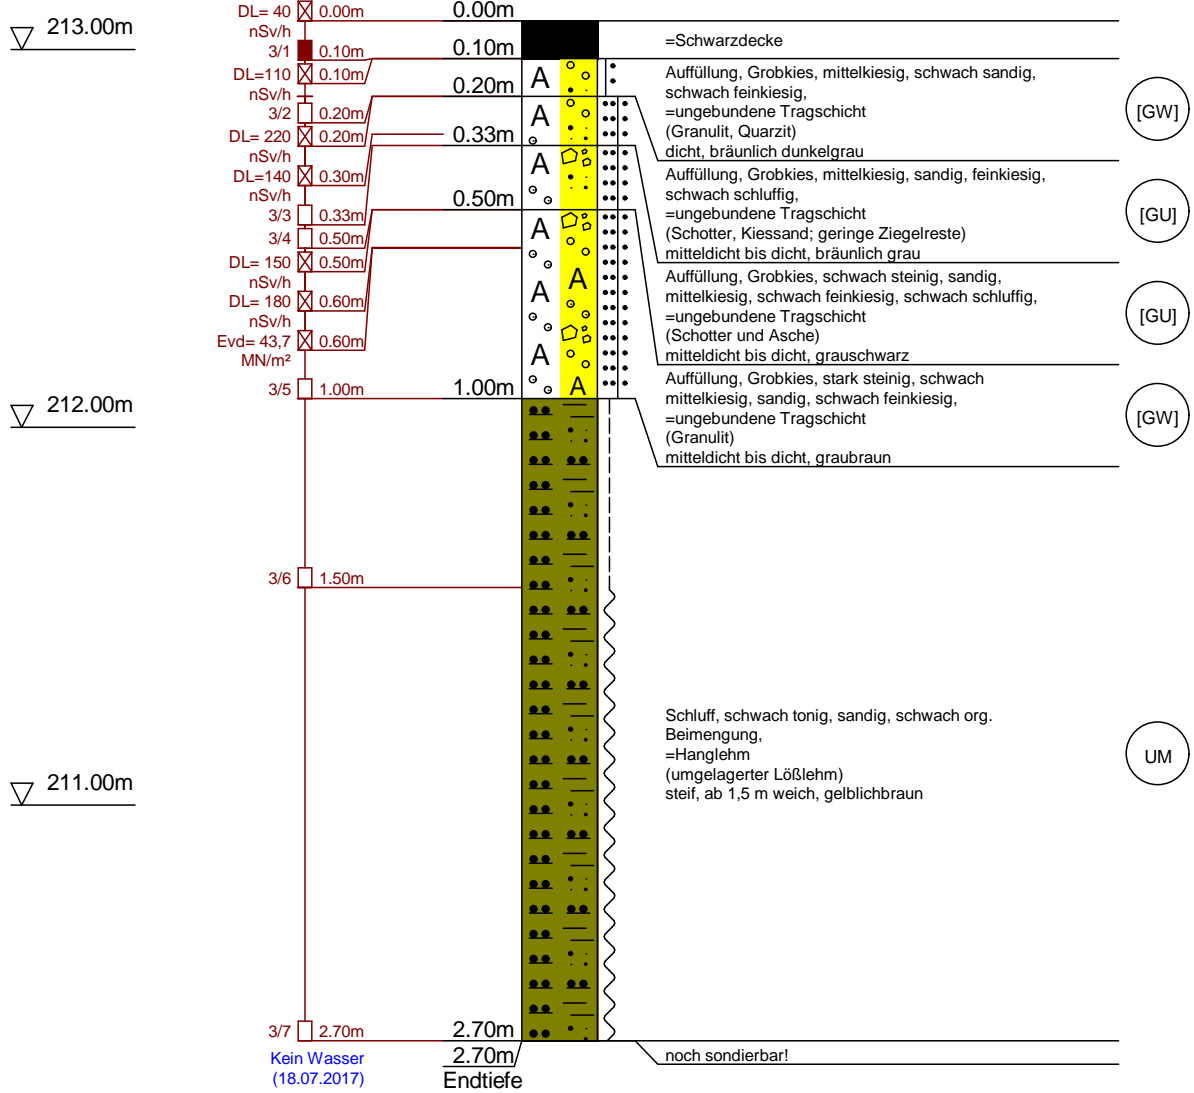 213.00m
212.00m
211.00m
DL= 40 0.00m
nSv/h
3/1 0.10m
DL=110 0.10m
nSv/h
3/2 0.20m
DL= 220 0.20m
nSv/h
DL=140 0.30m
nSv/h
3/3 0.33m
3/4 0.50m
DL= 150 0.50m
nSv/h
DL= 180 0.60m
nSv/h
Evd= 43,7 0.60m
MN/m²
3/5 1.00m
3/6 1.50m
3/7 2.70m
Kein Wasser
(18.07.2017)
0.00m
0.10m
0.20m
0.33m
0.50m
1.00m
2.70m
2.70m
Endtiefe
A
A
A
A
A
A
A
A
=Schwarzdecke
Auffüllung, Grobkies, mittelkiesig, schwach sandig,
schwach feinkiesig,
=ungebundene Tragschicht
(Granulit, Quarzit)
dicht, bräunlich dunkelgrau
[GW]
Auffüllung, Grobkies, mittelkiesig, sandig, feinkiesig,
schwach schluffig,
=ungebundene Tragschicht
(Schotter, Kiessand; geringe Ziegelreste)
mitteldicht bis dicht, bräunlich grau
[GU]
Auffüllung, Grobkies, schwach steinig, sandig,
mittelkiesig, schwach feinkiesig, schwach schluffig,
=ungebundene Tragschicht
(Schotter und Asche)
mitteldicht bis dicht, grauschwarz
[GU]
Auffüllung, Grobkies, stark steinig, schwach
mittelkiesig, sandig, schwach feinkiesig,
=ungebundene Tragschicht
(Granulit)
mitteldicht bis dicht, graubraun
[GW]
Schluff, schwach tonig, sandig, schwach org.
Beimengung,
=Hanglehm
(umgelagerter Lößlehm)
steif, ab 1,5 m weich, gelblichbraun
UM
noch sondierbar!